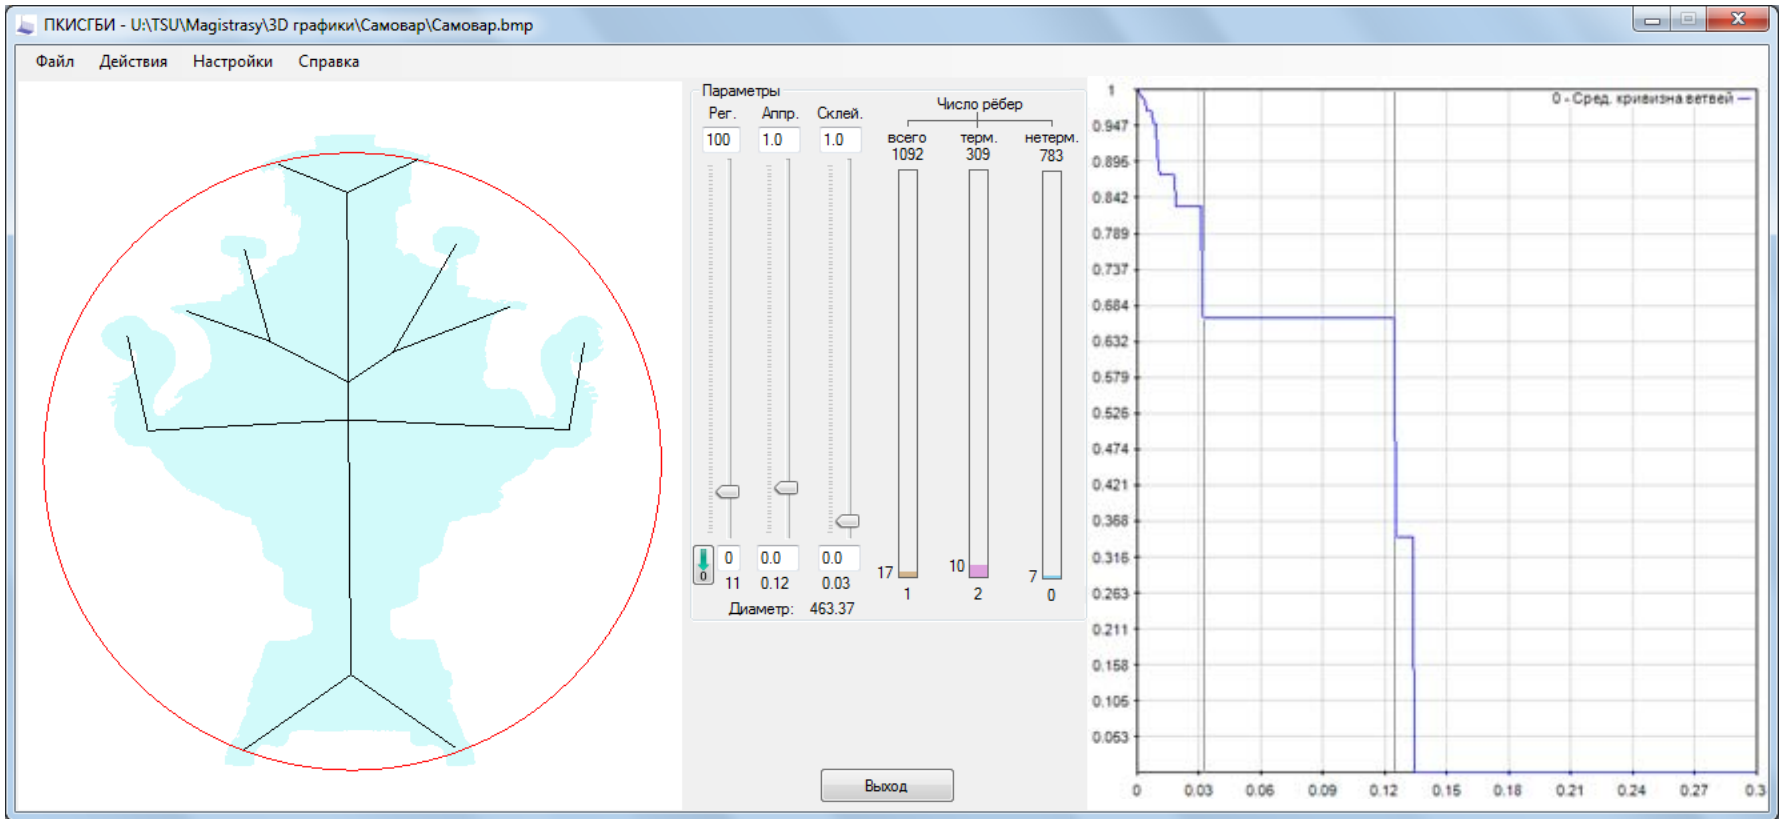 ПКИСГБИ - U:\TSU\Magistrasy\3D графики\Самовар\Самовар.bmp
Файл Действия Настройки Справка
Параметры
Рег. Аппр. Склей.
100 1.0 1.0
Число рёбер
всего терм. нетерм.
1092 309 783
17 10 7
0 0.0 0.0
0 11 0.12 0.03
1 2 0
Диаметр: 463.37
Выход
0 - Сред. кривизна ветвей
1
0.947
0.895
0.842
0.789
0.737
0.684
0.632
0.579
0.526
0.474
0.421
0.368
0.316
0.263
0.211
0.158
0.105
0.053
0 0.03 0.06 0.09 0.12 0.15 0.18 0.21 0.24 0.27 0.3